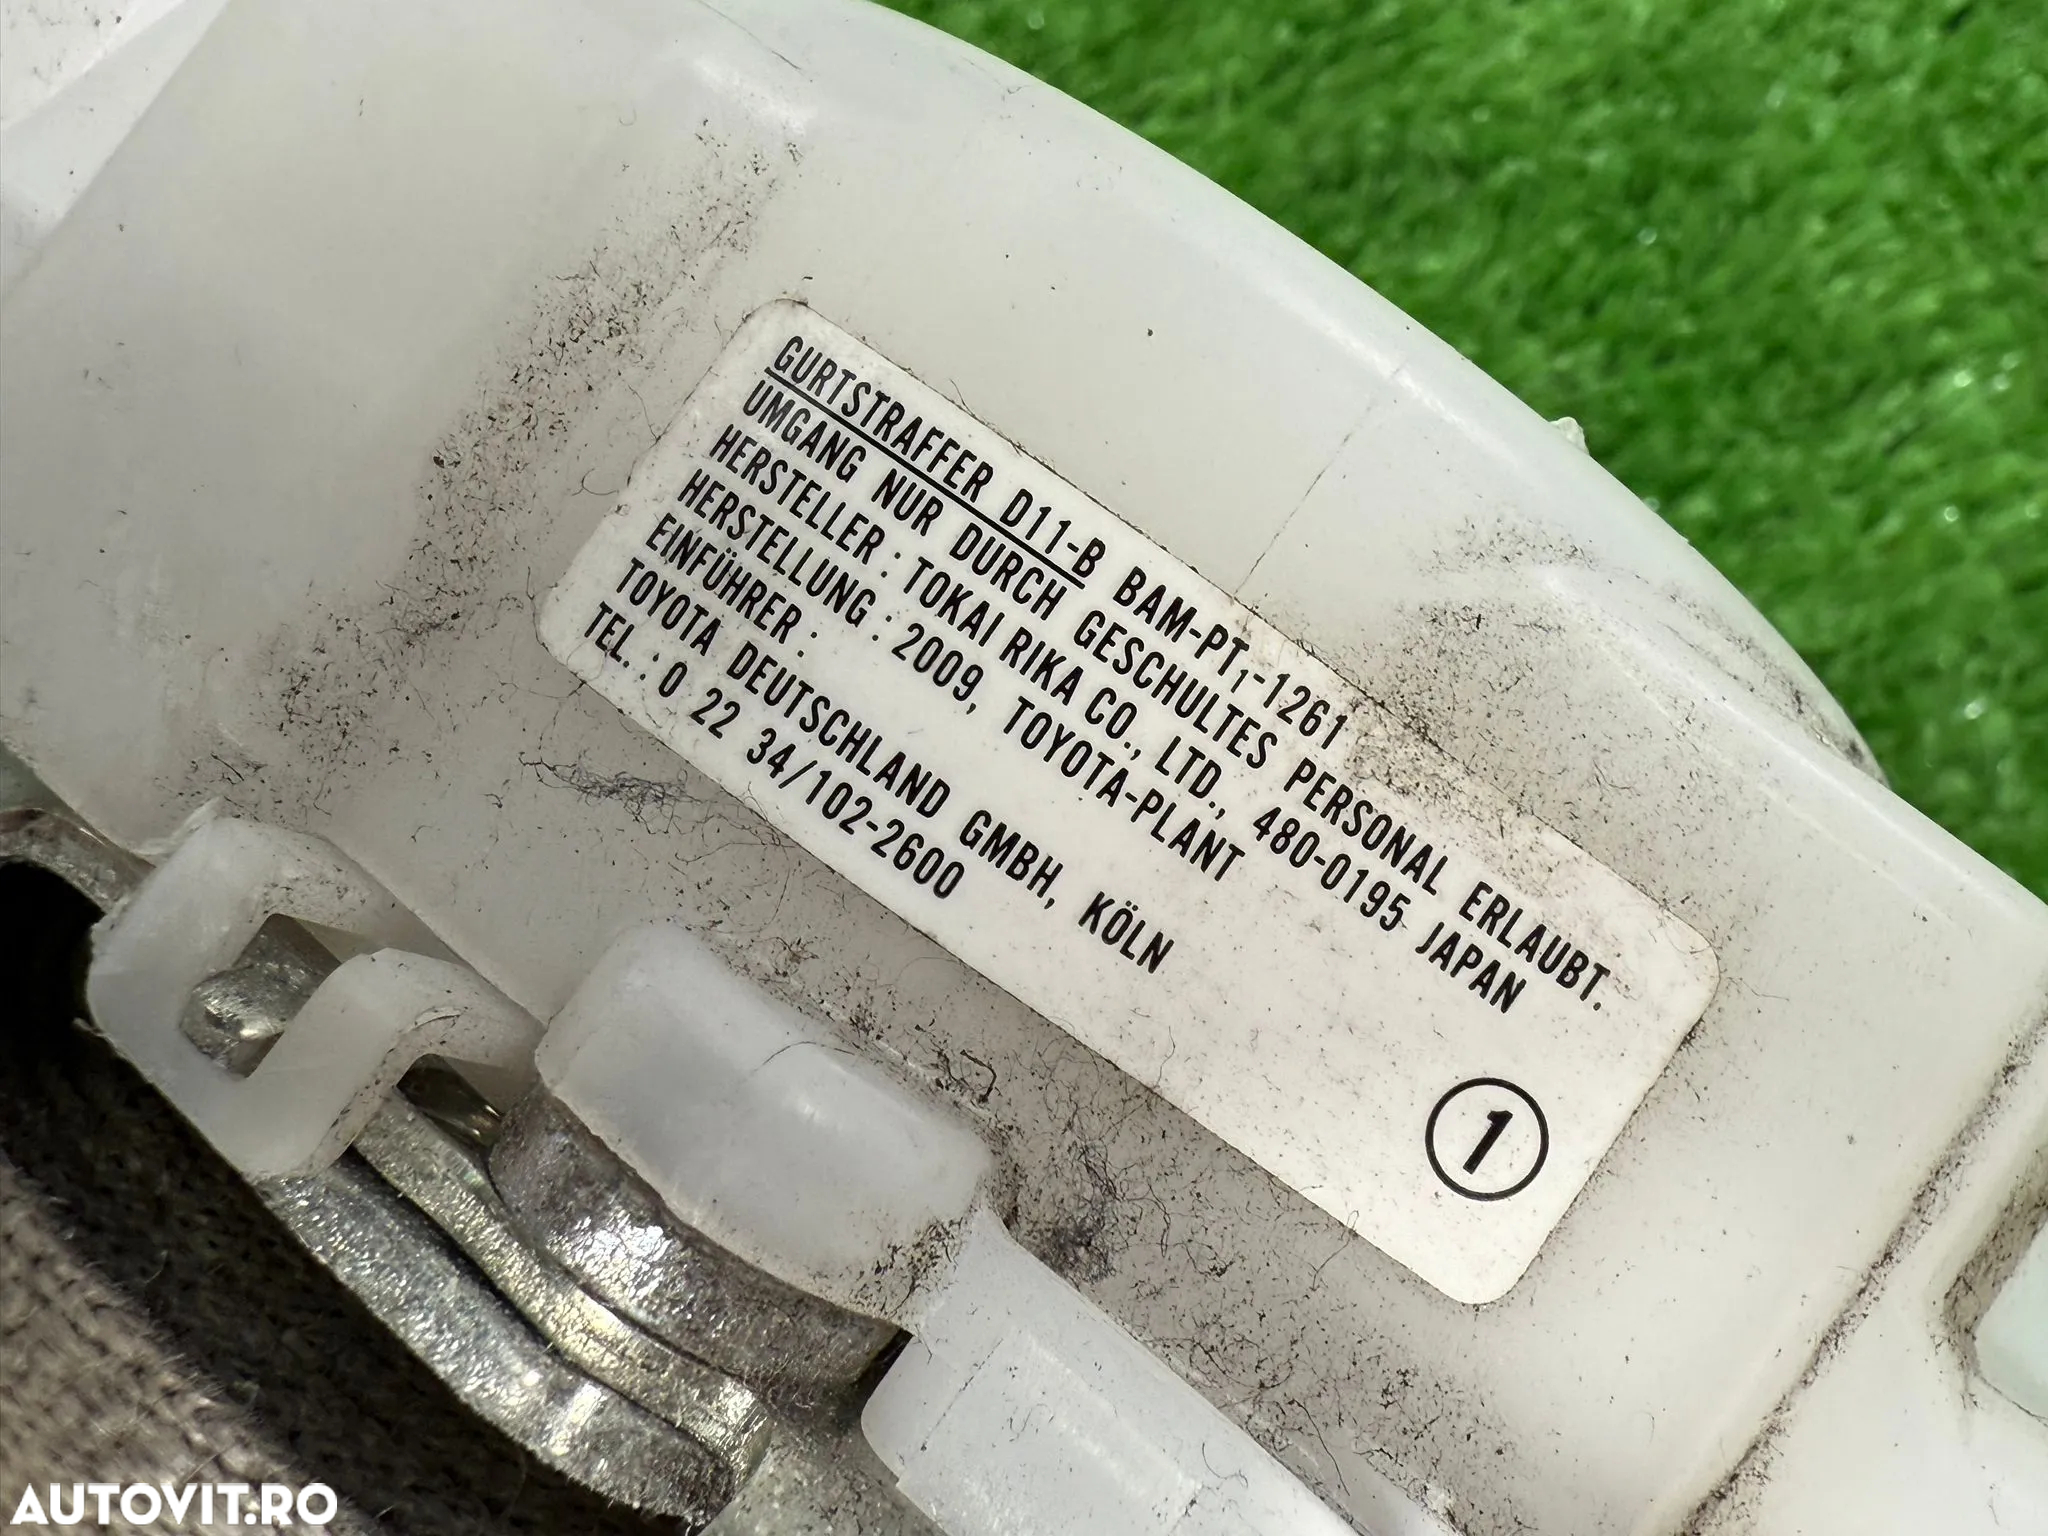 GURTSTRAFFER D11-B BAM-PT₁-1261
UMGANG NUR DURCH GESCHULTES PERSONAL ERLAUBT.
HERSTELLER : TOKAI RIKA CO., LTD., 480-0195 JAPAN
HERSTELLUNG : 2009, TOYOTA-PLANT
EINFÜHRER :
TOYOTA DEUTSCHLAND GMBH, KÖLN
TEL. : 0 22 34/102-2600
1
AUTOVIT.RO